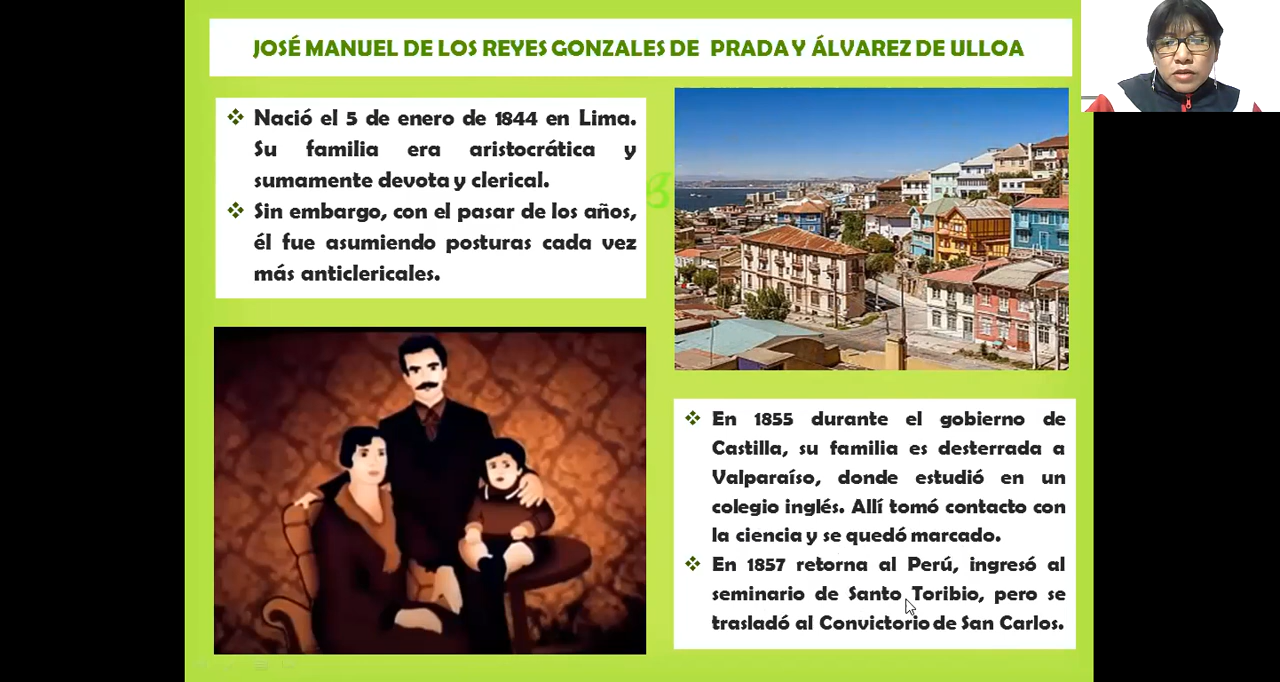 JOSÉ MANUEL DE LOS REYES GONZALES DE PRADA Y ÁLVAREZ DE ULLOA
Nació el 5 de enero de 1844 en Lima.
Su familia era aristocrática y
sumamente devota y clerical.
Sin embargo, con el pasar de los años,
él fue asumiendo posturas cada vez
más anticlericales.
En 1855 durante el gobierno de
Castilla, su familia es desterrada a
Valparaíso, donde estudió en un
colegio inglés. Allí tomó contacto con
la ciencia y se quedó marcado.
En 1857 retorna al Perú, ingresó al
seminario de Santo Toribio, pero se
trasladó al Convictorio de San Carlos.